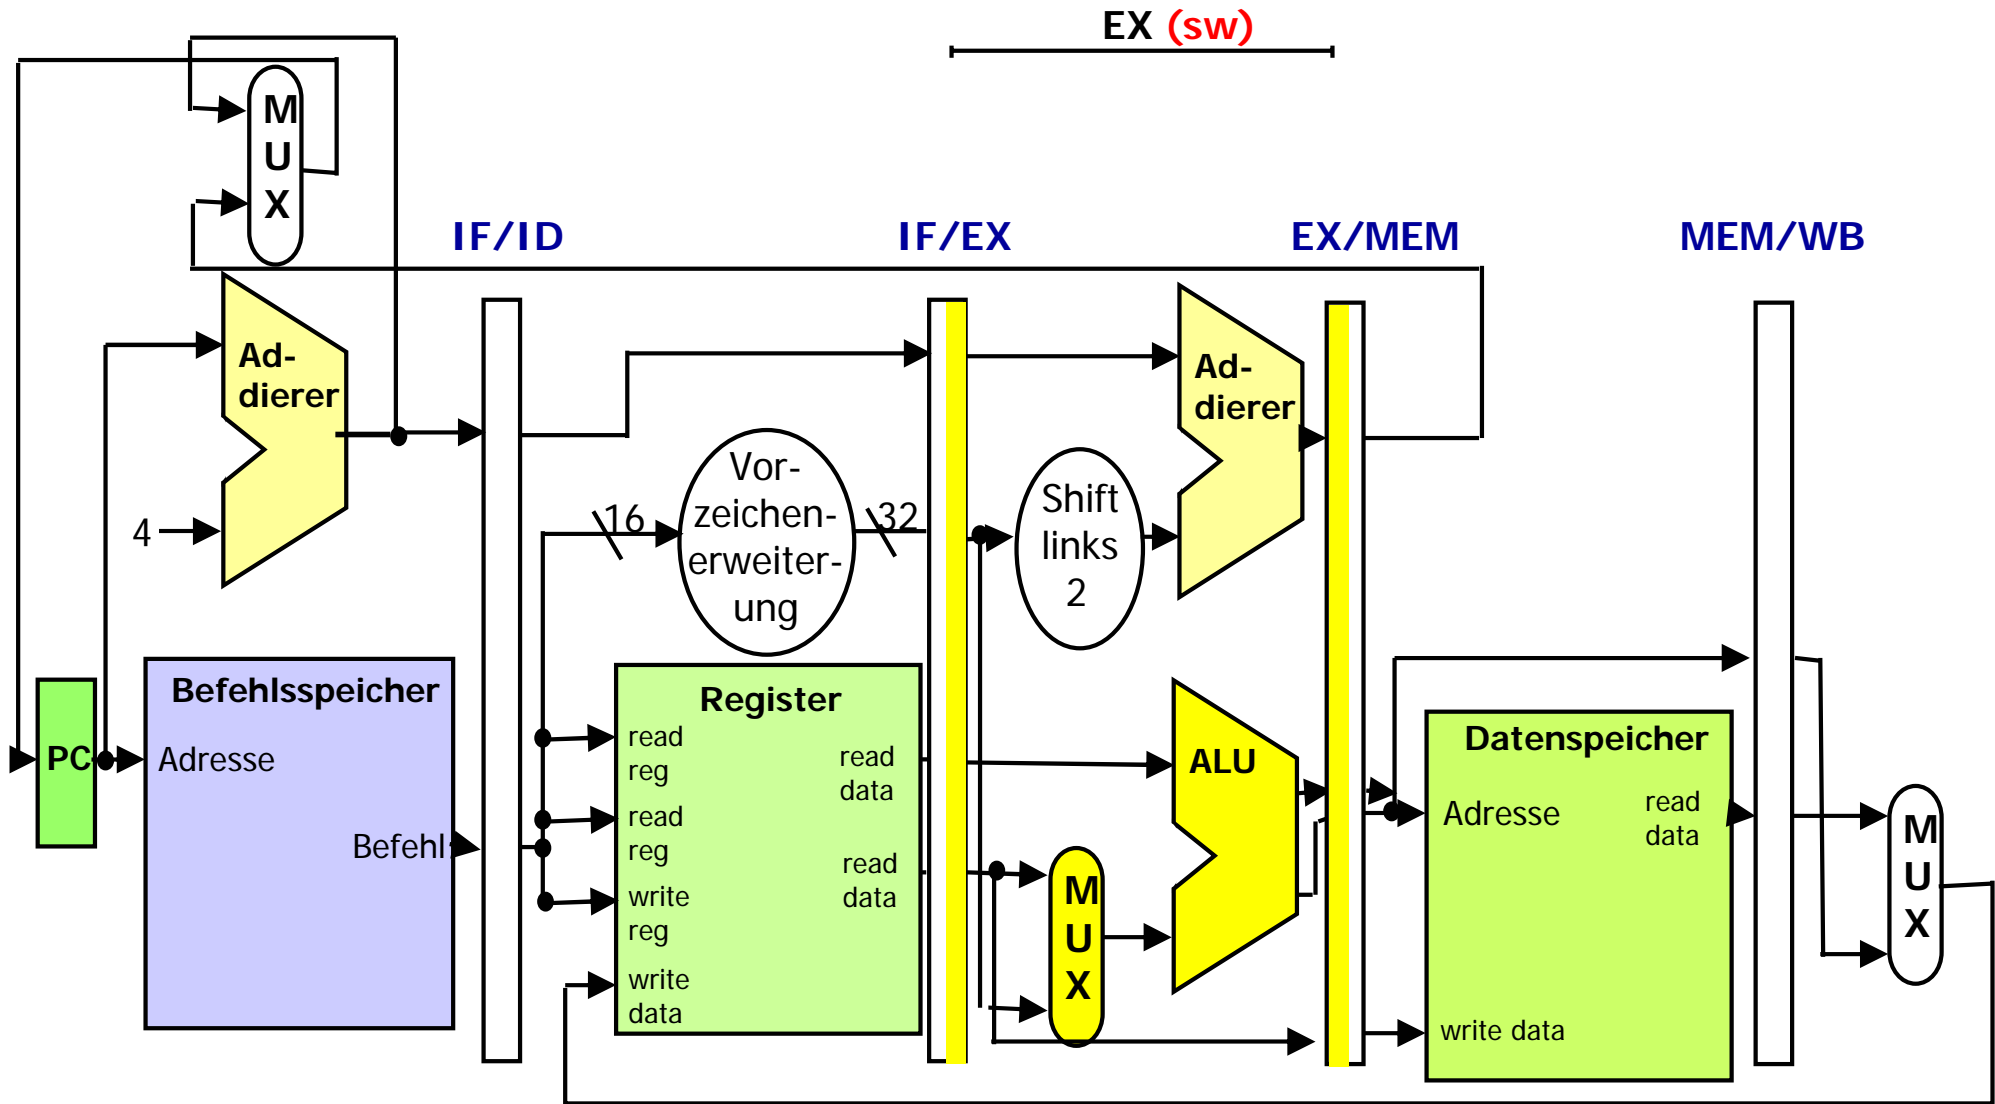 EX (sw)
M
U
X
IF/ID
IF/EX
EX/MEM
MEM/WB
Ad-
dierer
4
16
Vor-
zeichen-
erweiter-
ung
32
Shift
links
2
Ad-
dierer
PC
Befehlsspeicher
Adresse
Befehl
Register
read
reg
read
reg
write
reg
write
data
read
data
read
data
M
U
X
ALU
Datenspeicher
Adresse
read
data
write data
M
U
X